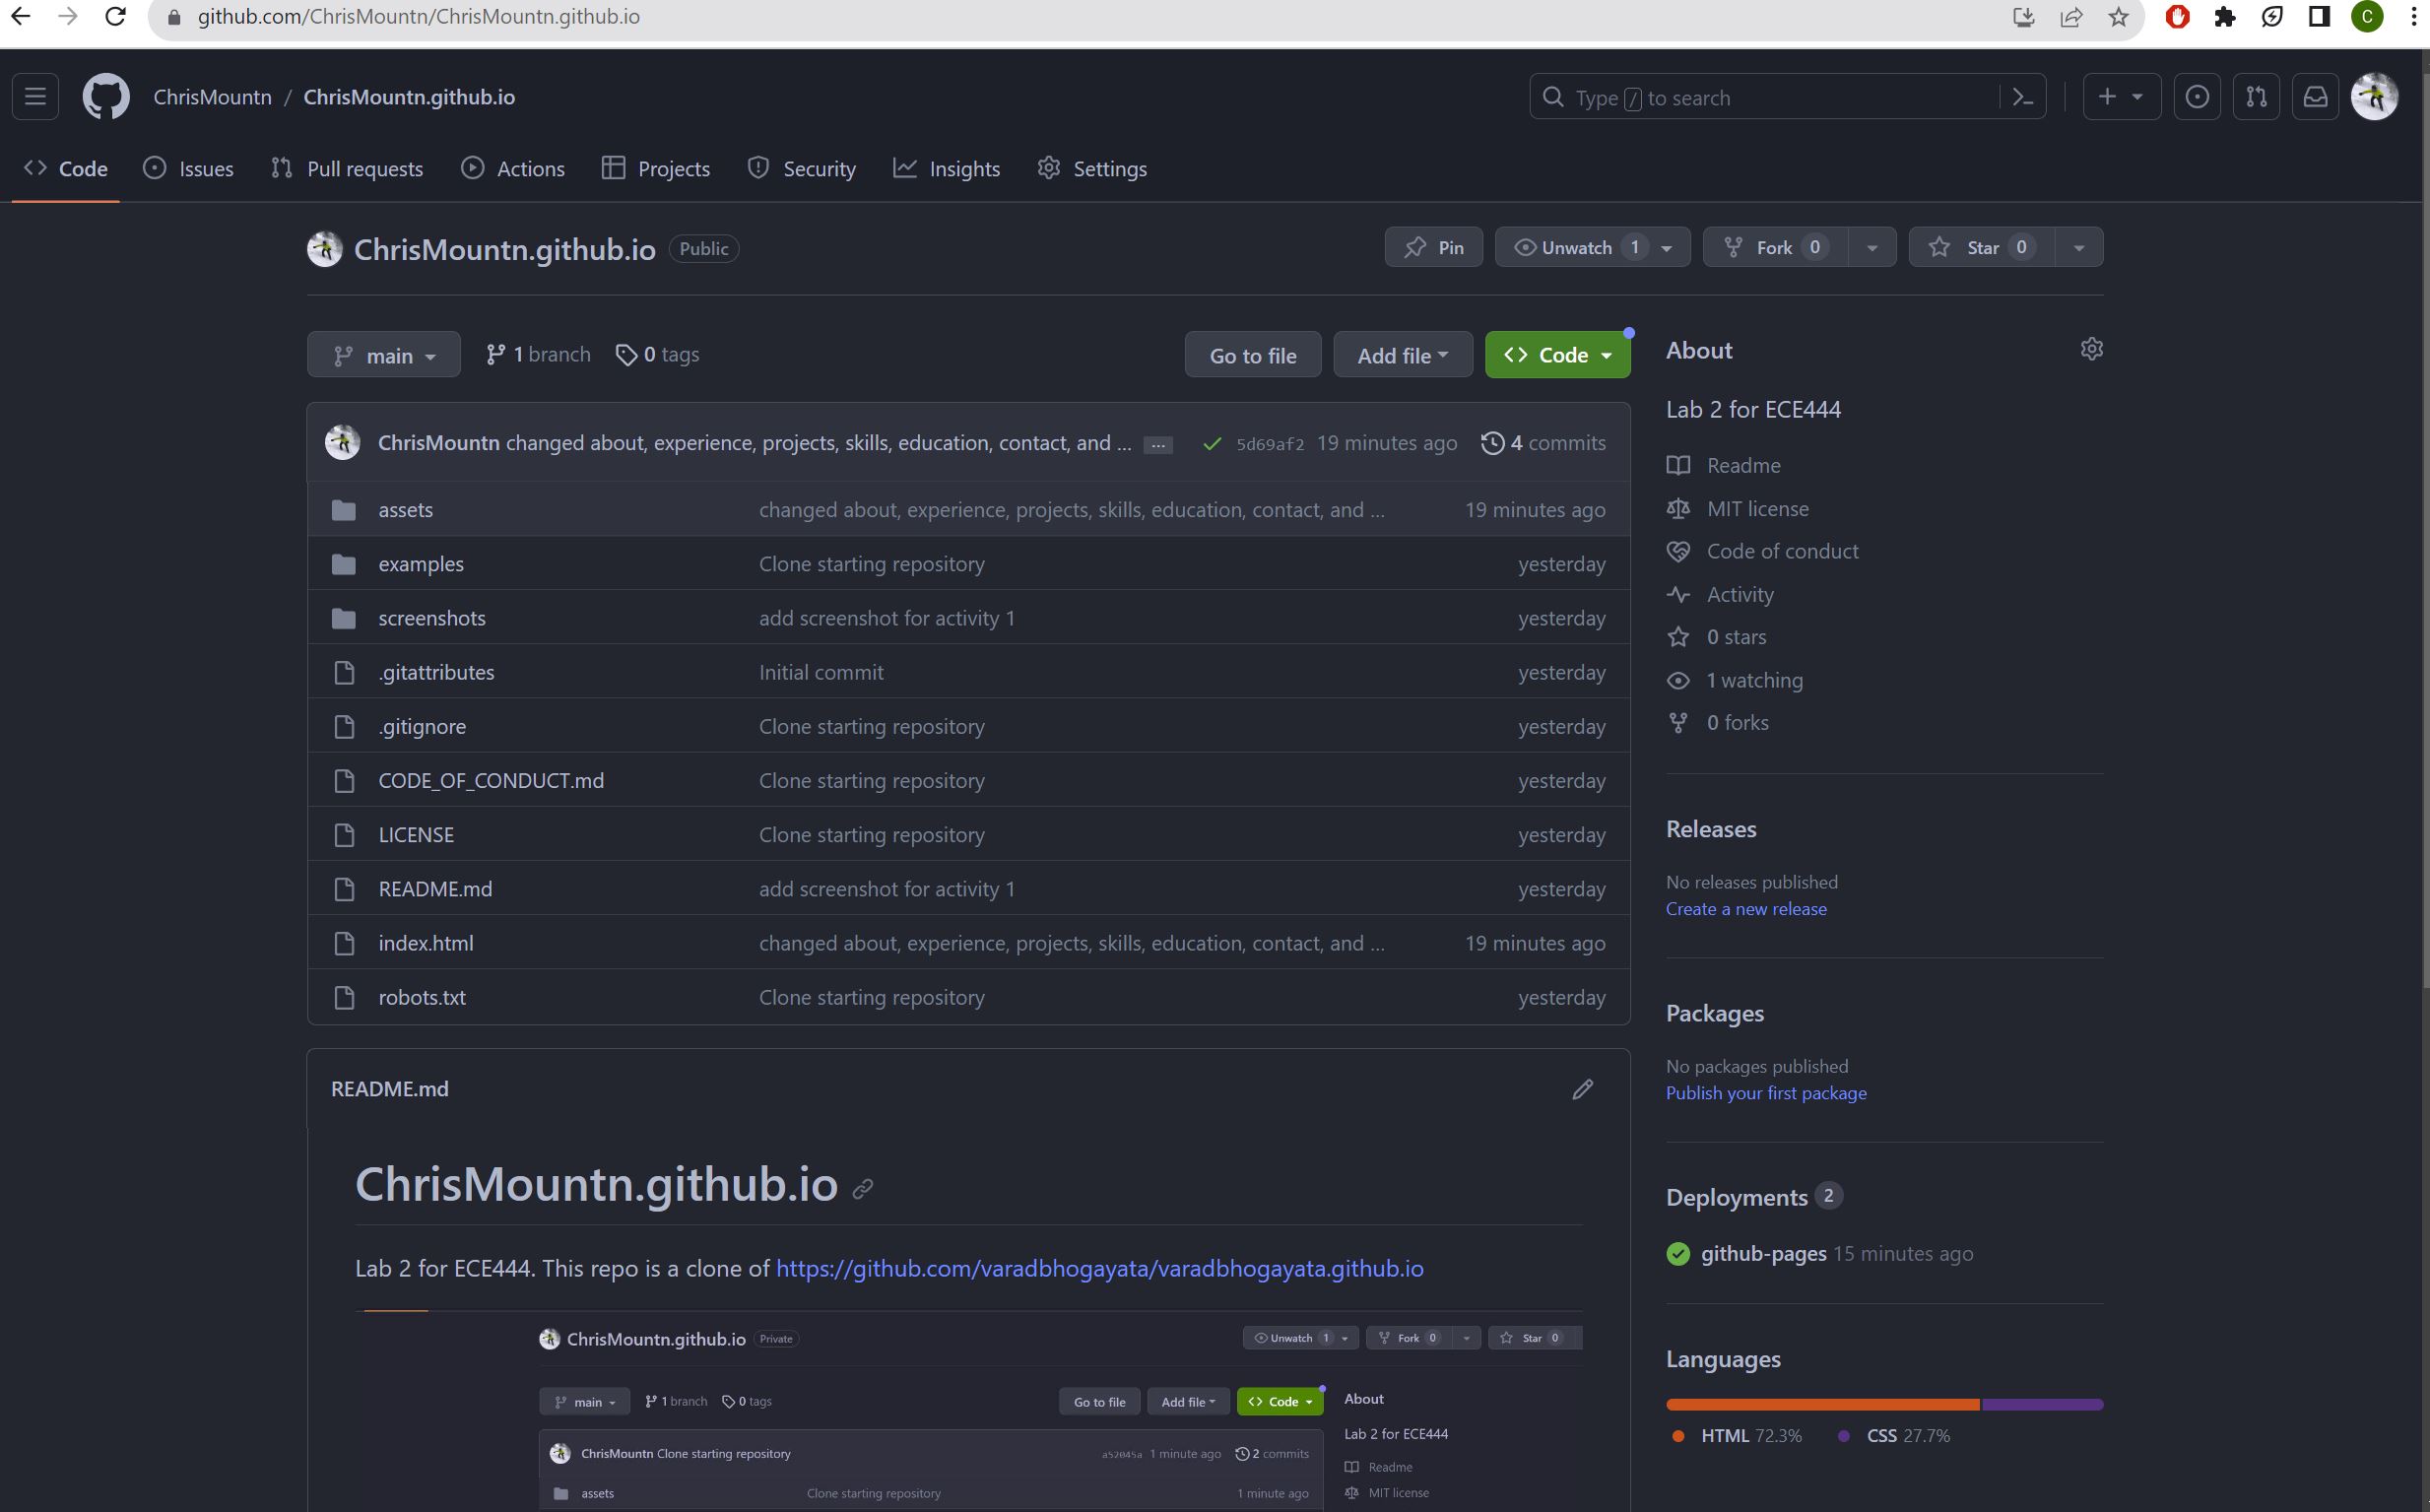 github.com/ChrisMountn/ChrisMountn.github.io
C
ChrisMountn / ChrisMountn.github.io
Type / to search
Code Issues Pull requests Actions Projects Security Insights Settings
ChrisMountn.github.io Public
Pin Unwatch 1 Fork 0 Star 0
main 1 branch 0 tags Go to file Add file Code
ChrisMountn changed about, experience, projects, skills, education, contact, and ... ... 5d69af2 19 minutes ago 4 commits
assets changed about, experience, projects, skills, education, contact, and ... 19 minutes ago
examples Clone starting repository yesterday
screenshots add screenshot for activity 1 yesterday
.gitattributes Initial commit yesterday
.gitignore Clone starting repository yesterday
CODE_OF_CONDUCT.md Clone starting repository yesterday
LICENSE Clone starting repository yesterday
README.md add screenshot for activity 1 yesterday
index.html changed about, experience, projects, skills, education, contact, and ... 19 minutes ago
robots.txt Clone starting repository yesterday
README.md
ChrisMountn.github.io
Lab 2 for ECE444. This repo is a clone of https://github.com/varadbhogayata/varadbhogayata.github.io
ChrisMountn.github.io Private
Unwatch 1 Fork 0 Star 0
main 1 branch 0 tags Go to file Add file Code
About
Lab 2 for ECE444
ChrisMountn Clone starting repository a52045a 1 minute ago 2 commits
Readme
assets Clone starting repository 1 minute ago
MIT license
About
Lab 2 for ECE444
Readme
MIT license
Code of conduct
Activity
0 stars
1 watching
0 forks
Releases
No releases published
Create a new release
Packages
No packages published
Publish your first package
Deployments 2
github-pages 15 minutes ago
Languages
HTML 72.3% CSS 27.7%